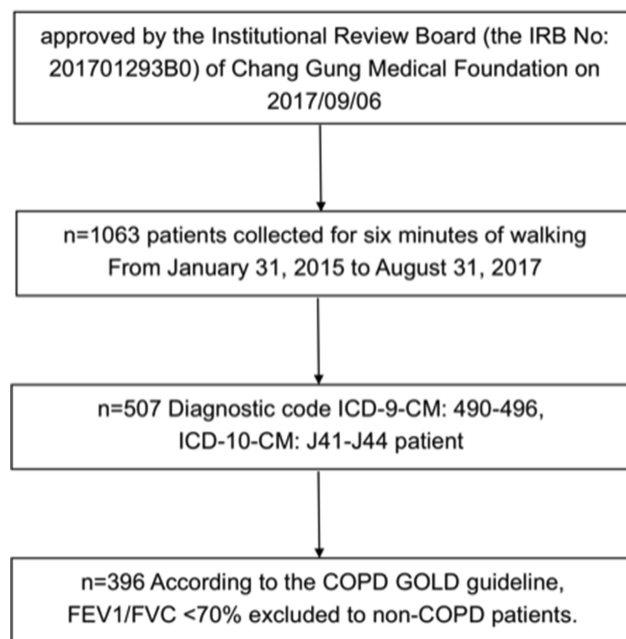 approved by the Institutional Review Board (the IRB No:
201701293B0) of Chang Gung Medical Foundation on
2017/09/06
n=1063 patients collected for six minutes of walking
From January 31, 2015 to August 31, 2017
n=507 Diagnostic code ICD-9-CM: 490-496,
ICD-10-CM: J41-J44 patient
n=396 According to the COPD GOLD guideline,
FEV1/FVC <70% excluded to non-COPD patients.